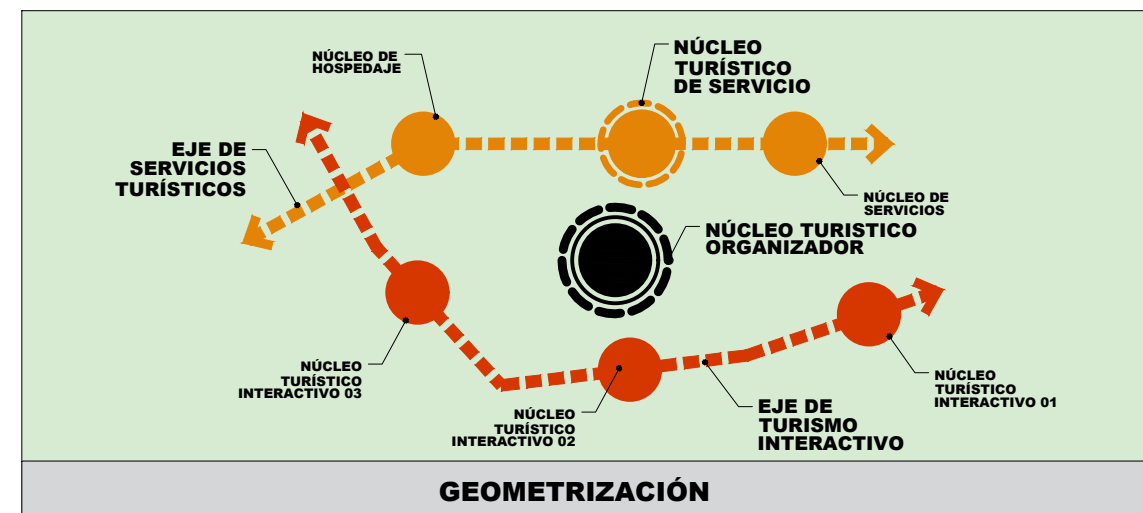 NÚCLEO DE
HOSPEDAJE
NÚCLEO
TURÍSTICO
DE SERVICIO
EJE DE
SERVICIOS
TURÍSTICOS
NÚCLEO DE
SERVICIOS
NÚCLEO TURISTICO
ORGANIZADOR
NÚCLEO
TURÍSTICO
INTERACTIVO 03
NÚCLEO
TURÍSTICO
INTERACTIVO 02
EJE DE
TURISMO
INTERACTIVO
NÚCLEO
TURÍSTICO
INTERACTIVO 01
GEOMETRIZACIÓN